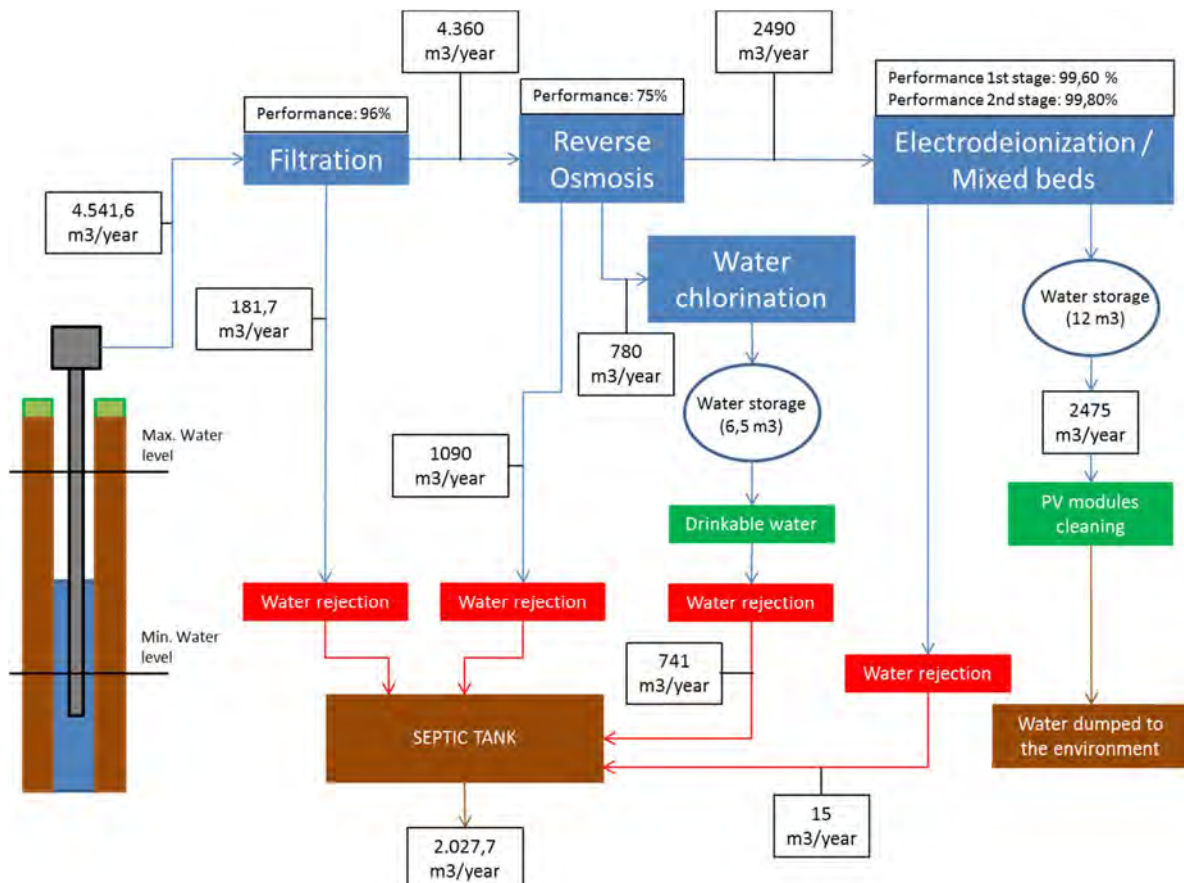 4.360
m3/year
2490
m3/year
Performance: 96%
Filtration
Performance: 75%
Reverse
Osmosis
Performance 1st stage: 99,60 %
Performance 2nd stage: 99,80%
Electrodeionization /
Mixed beds
4.541,6
m3/year
181,7
m3/year
Water
chlorination
780
m3/year
Water storage
(12 m3)
Water storage
(6,5 m3)
2475
m3/year
Max. Water
level
1090
m3/year
Drinkable water
PV modules
cleaning
Water rejection
Water rejection
Water rejection
Min. Water
level
741
m3/year
Water rejection
SEPTIC TANK
Water dumped to
the environment
15
m3/year
2.027,7
m3/year